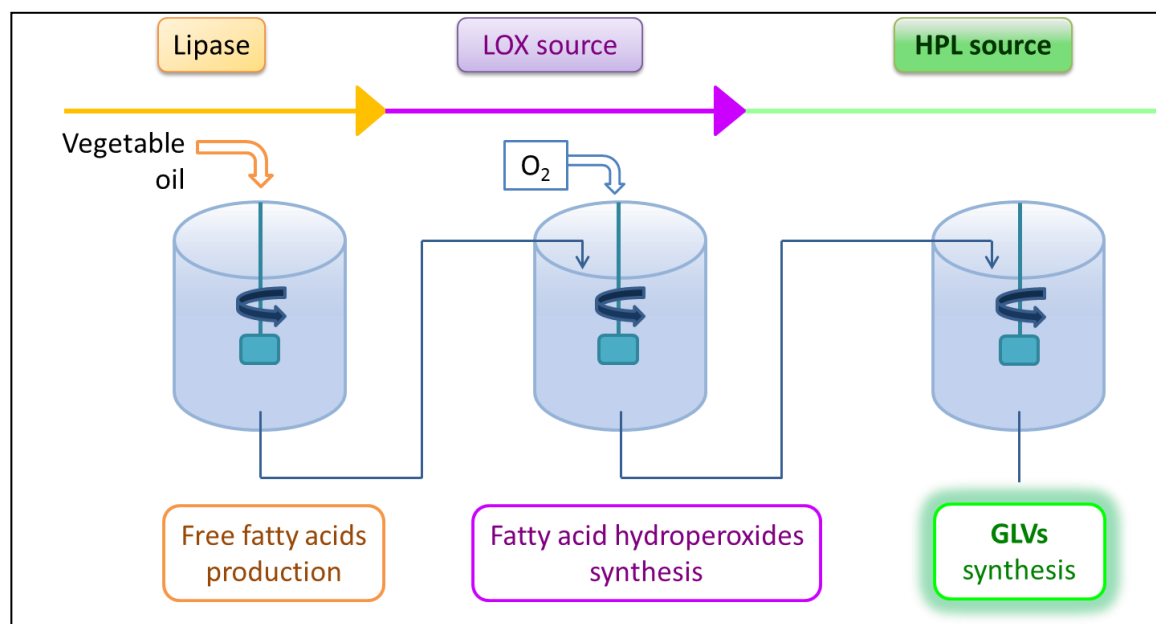 Lipase
LOX source
HPL source
Vegetable
oil
O₂
Free fatty acids
production
Fatty acid hydroperoxides
synthesis
GLVs
synthesis